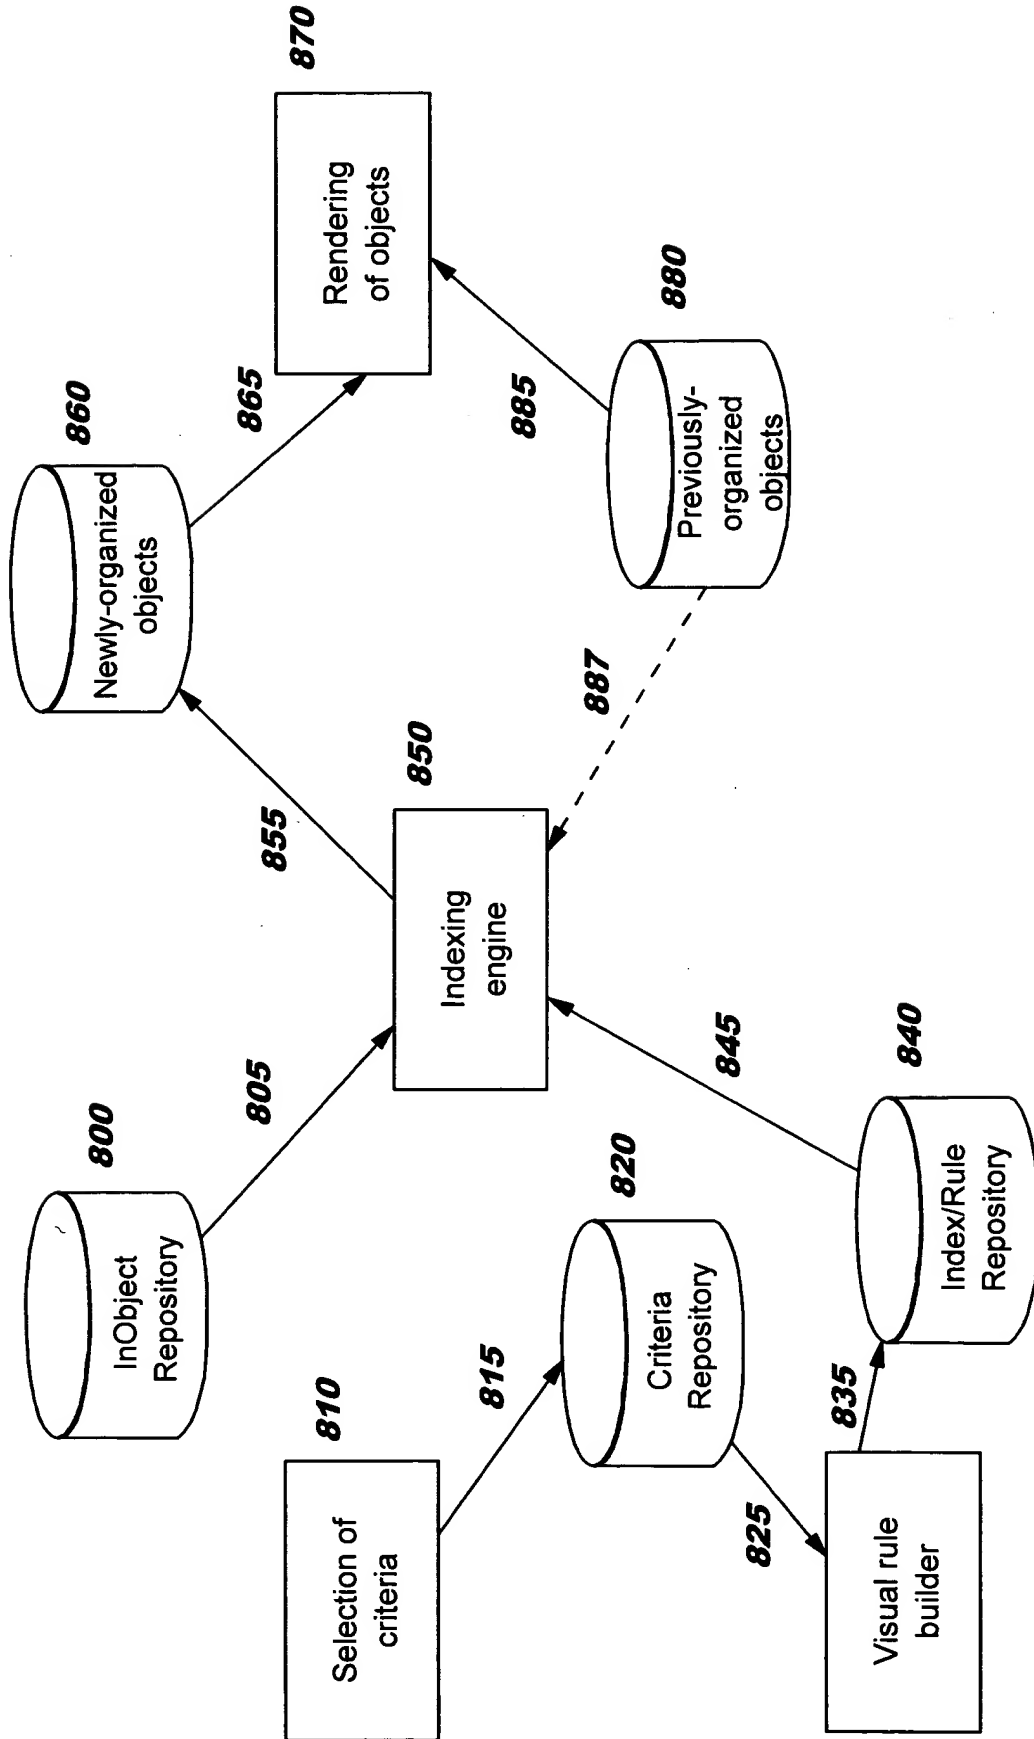 800
InObject
Repository
805
810
Selection of
criteria
815
820
Criteria
Repository
825
Visual rule
builder
835
840
Index/Rule
Repository
845
850
Indexing
engine
855
860
Newly-organized
objects
865
870
Rendering
of objects
880
Previously-
organized
objects
885
887